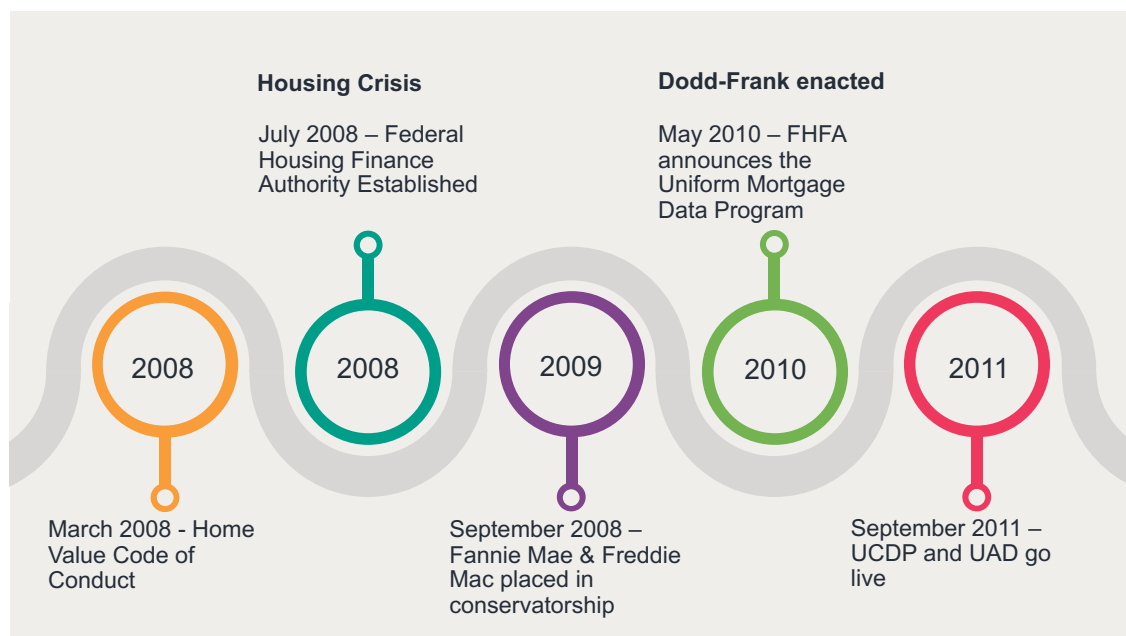 Housing Crisis
July 2008 – Federal
Housing Finance
Authority Established
Dodd-Frank enacted
May 2010 – FHFA
announces the
Uniform Mortgage
Data Program
2008
2008
2009
2010
2011
March 2008 - Home
Value Code of
Conduct
September 2008 –
Fannie Mae & Freddie
Mac placed in
conservatorship
September 2011 –
UCDP and UAD go
live